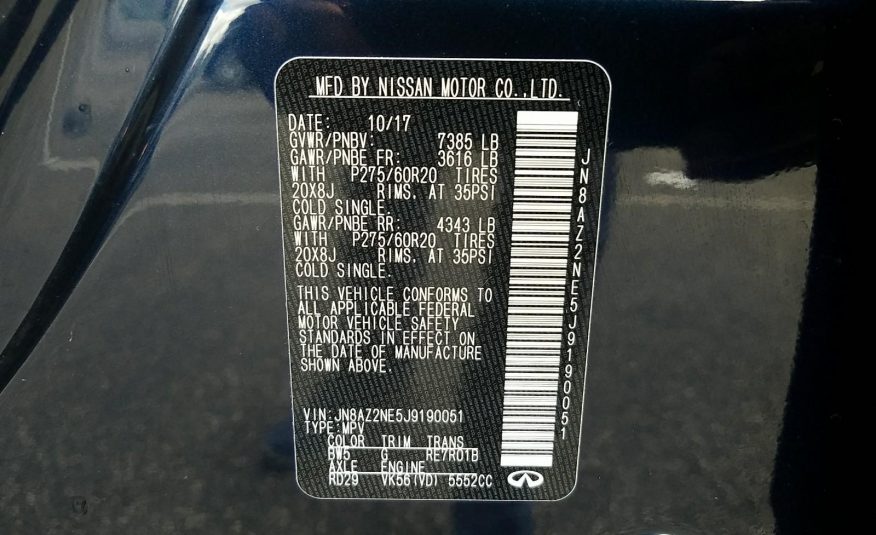 MFD BY NISSAN MOTOR CO.,LTD.
DATE: 10/17
GVWR/PNBV: 7385 LB
GAWR/PNBE FR: 3616 LB
WITH P275/60R20 TIRES
20X8J RIMS. AT 35PSI
COLD SINGLE.
GAWR/PNBE RR: 4343 LB
WITH P275/60R20 TIRES
20X8J RIMS. AT 35PSI
COLD SINGLE.
THIS VEHICLE CONFORMS TO
ALL APPLICABLE FEDERAL
MOTOR VEHICLE SAFETY
STANDARDS IN EFFECT ON
THE DATE OF MANUFACTURE
SHOWN ABOVE.
VIN:JN8AZ2NE5J9190051
TYPE:MPV
COLOR TRIM TRANS
BW5 G RE7R01B
AXLE ENGINE
RD29 VK56(VD) 5552CC
JN8AZ2NE5J9190051